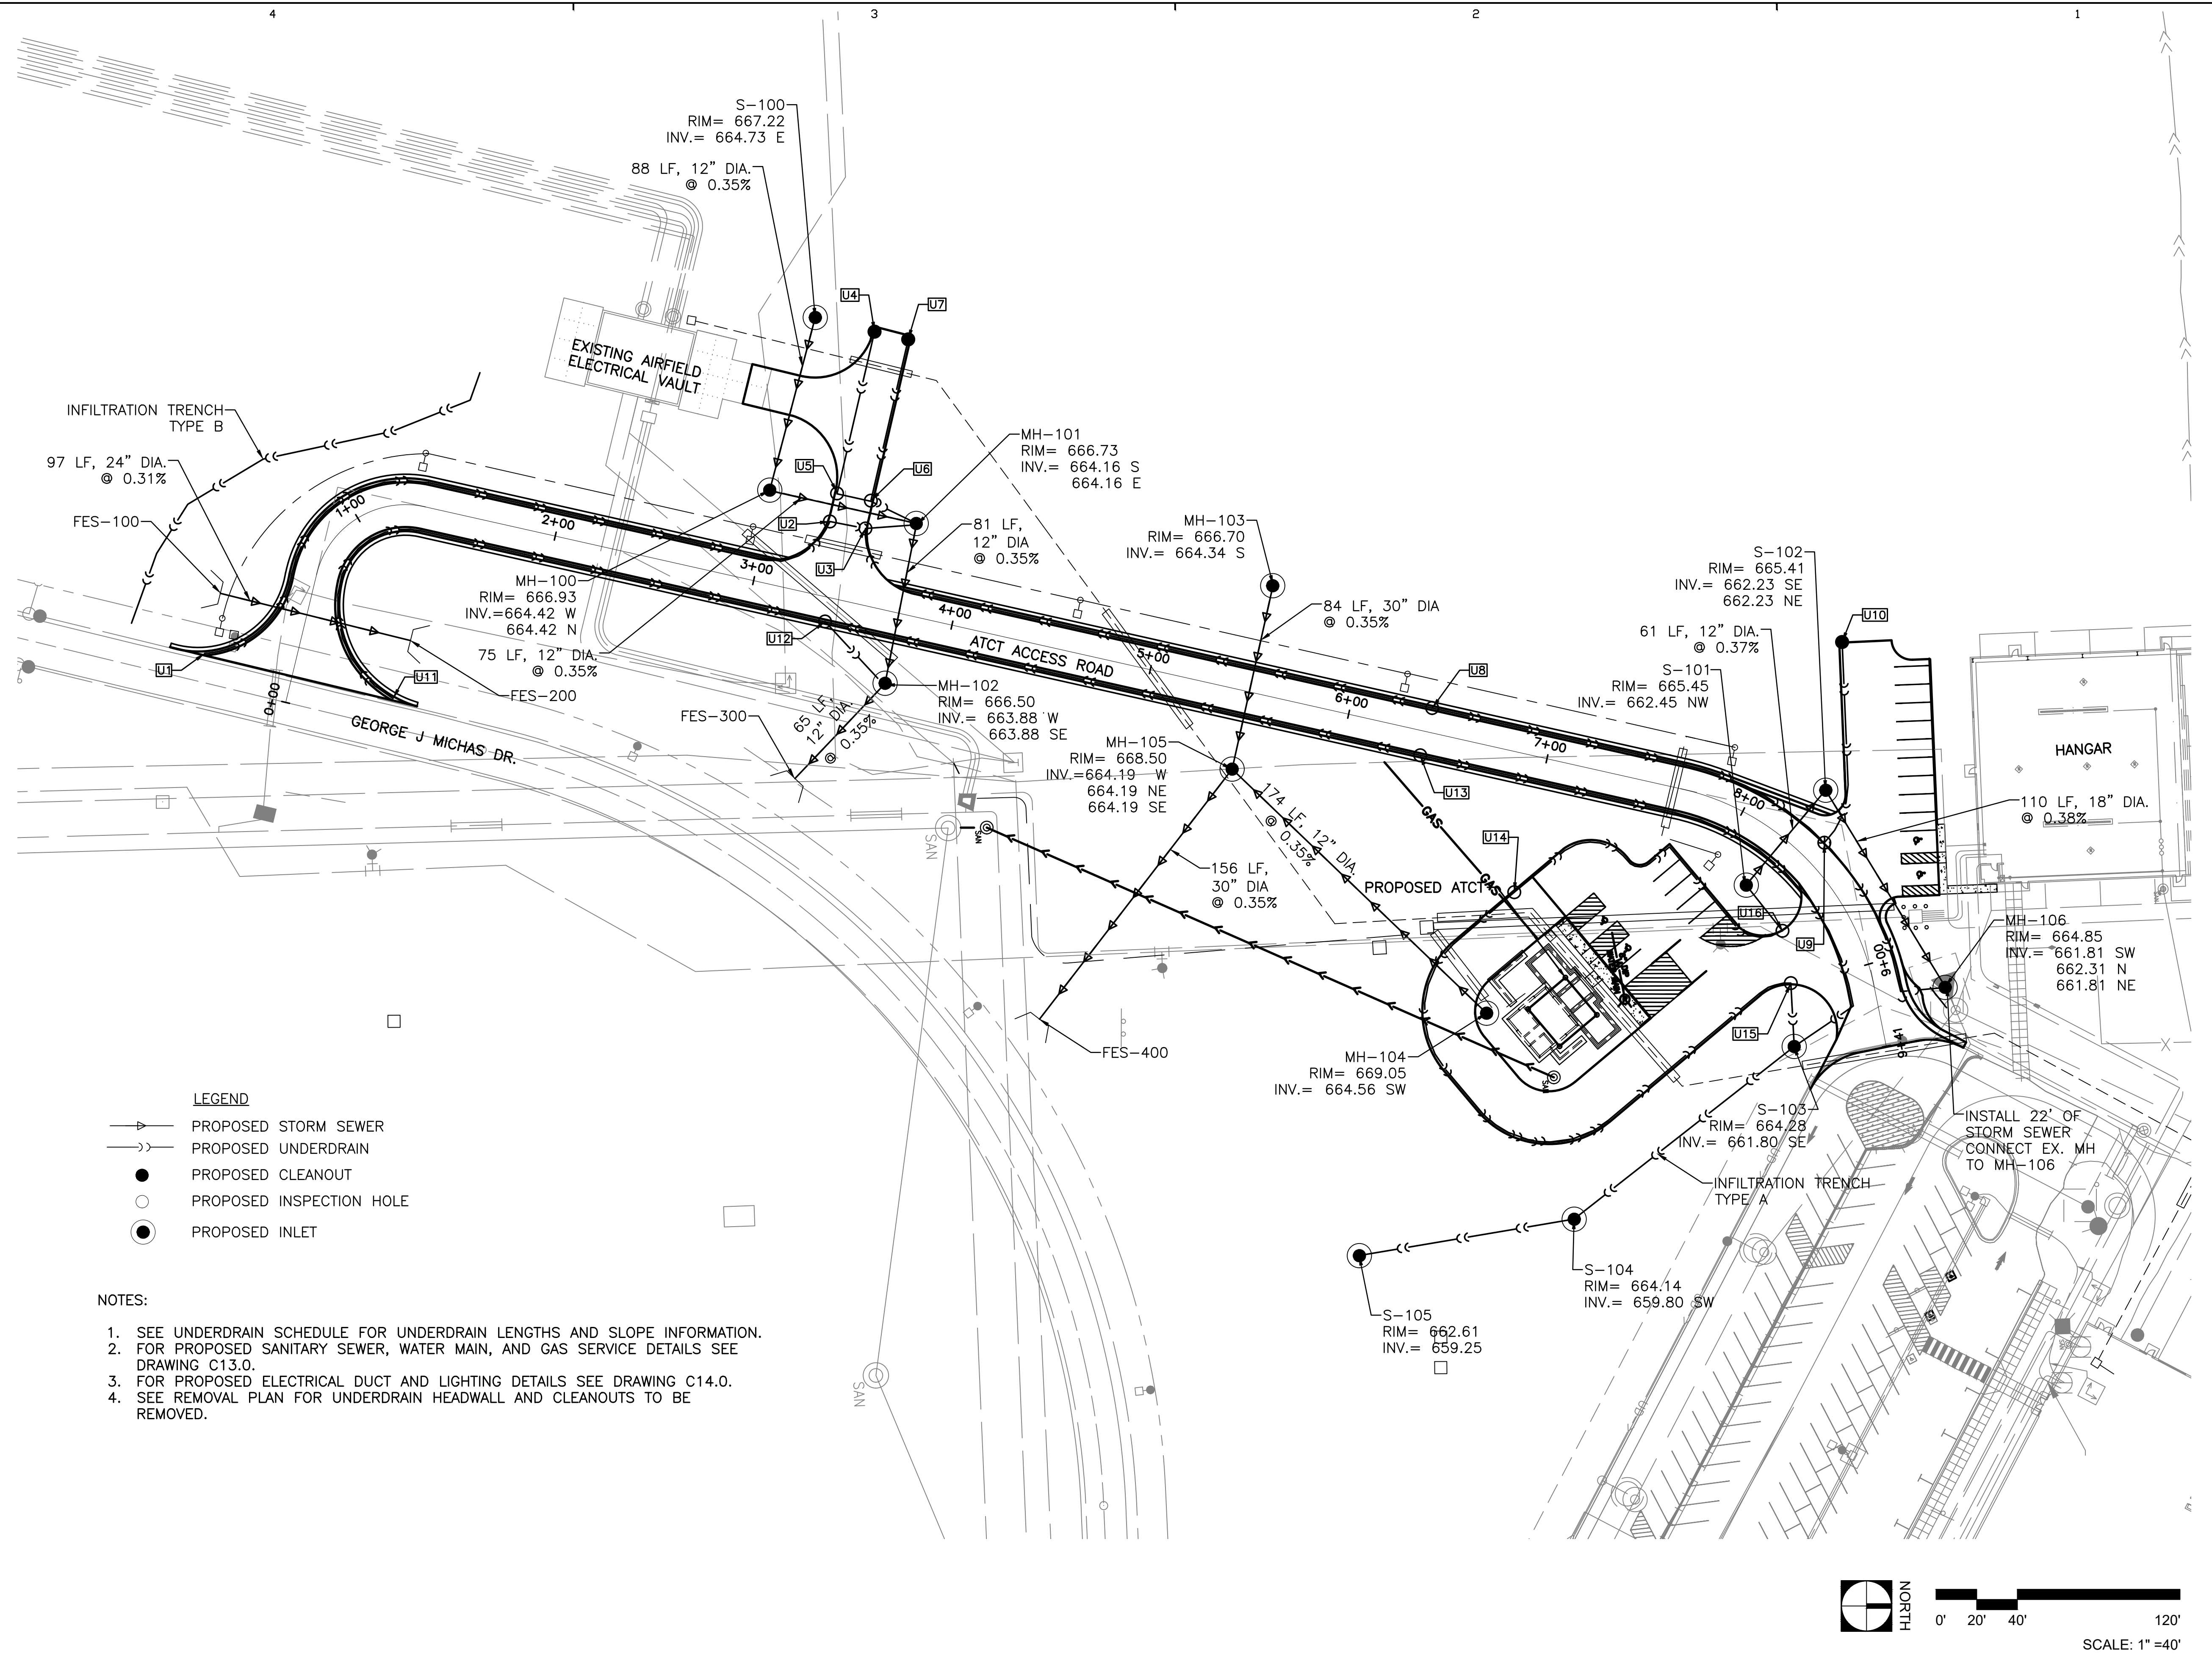 4
3
2
1
S-100
RIM= 667.22
INV.= 664.73 E
88 LF, 12" DIA.
@ 0.35%
U4
U7
EXISTING AIRFIELD
ELECTRICAL VAULT
INFILTRATION TRENCH
TYPE B
97 LF, 24" DIA.
@ 0.31%
FES-100
MH-101
RIM= 666.73
INV.= 664.16 S
664.16 E
U5
U6
U2
U3
1+00
2+00
3+00
4+00
5+00
6+00
7+00
8+00
9+00
9+41
0+00
81 LF,
12" DIA
@ 0.35%
MH-103
RIM= 666.70
INV.= 664.34 S
S-102
RIM= 665.41
INV.= 662.23 SE
662.23 NE
MH-100
RIM= 666.93
INV.=664.42 W
664.42 N
75 LF, 12" DIA.
@ 0.35%
U12
ATCT ACCESS ROAD
84 LF, 30" DIA
@ 0.35%
61 LF, 12" DIA.
@ 0.37%
U10
S-101
RIM= 665.45
INV.= 662.45 NW
U8
U1
U11
FES-200
GEORGE J MICHAS DR.
FES-300
65 LF,
12" DIA.
@ 0.35%
MH-102
RIM= 666.50
INV.= 663.88 W
663.88 SE
MH-105
RIM= 668.50
INV.=664.19 W
664.19 NE
664.19 SE
HANGAR
110 LF, 18" DIA.
@ 0.38%
U13
GAS
GAS
174 LF, 12" DIA.
@ 0.35%
U14
SAN
SAN
156 LF,
30" DIA
@ 0.35%
PROPOSED ATCT
U16
U9
MH-106
RIM= 664.85
INV.= 661.81 SW
662.31 N
661.81 NE
FES-400
U15
MH-104
RIM= 669.05
INV.= 664.56 SW
SAN
S-103
RIM= 664.28
INV.= 661.80 SE
INSTALL 22' OF
STORM SEWER
CONNECT EX. MH
TO MH-106
INFILTRATION TRENCH
TYPE A
S-104
RIM= 664.14
INV.= 659.80 SW
S-105
RIM= 662.61
INV.= 659.25
SAN
LEGEND
PROPOSED STORM SEWER
PROPOSED UNDERDRAIN
PROPOSED CLEANOUT
PROPOSED INSPECTION HOLE
PROPOSED INLET
NOTES:
1. SEE UNDERDRAIN SCHEDULE FOR UNDERDRAIN LENGTHS AND SLOPE INFORMATION.
2. FOR PROPOSED SANITARY SEWER, WATER MAIN, AND GAS SERVICE DETAILS SEE
DRAWING C13.0.
3. FOR PROPOSED ELECTRICAL DUCT AND LIGHTING DETAILS SEE DRAWING C14.0.
4. SEE REMOVAL PLAN FOR UNDERDRAIN HEADWALL AND CLEANOUTS TO BE
REMOVED.
NORTH
0' 20' 40' 120'
SCALE: 1" =40'